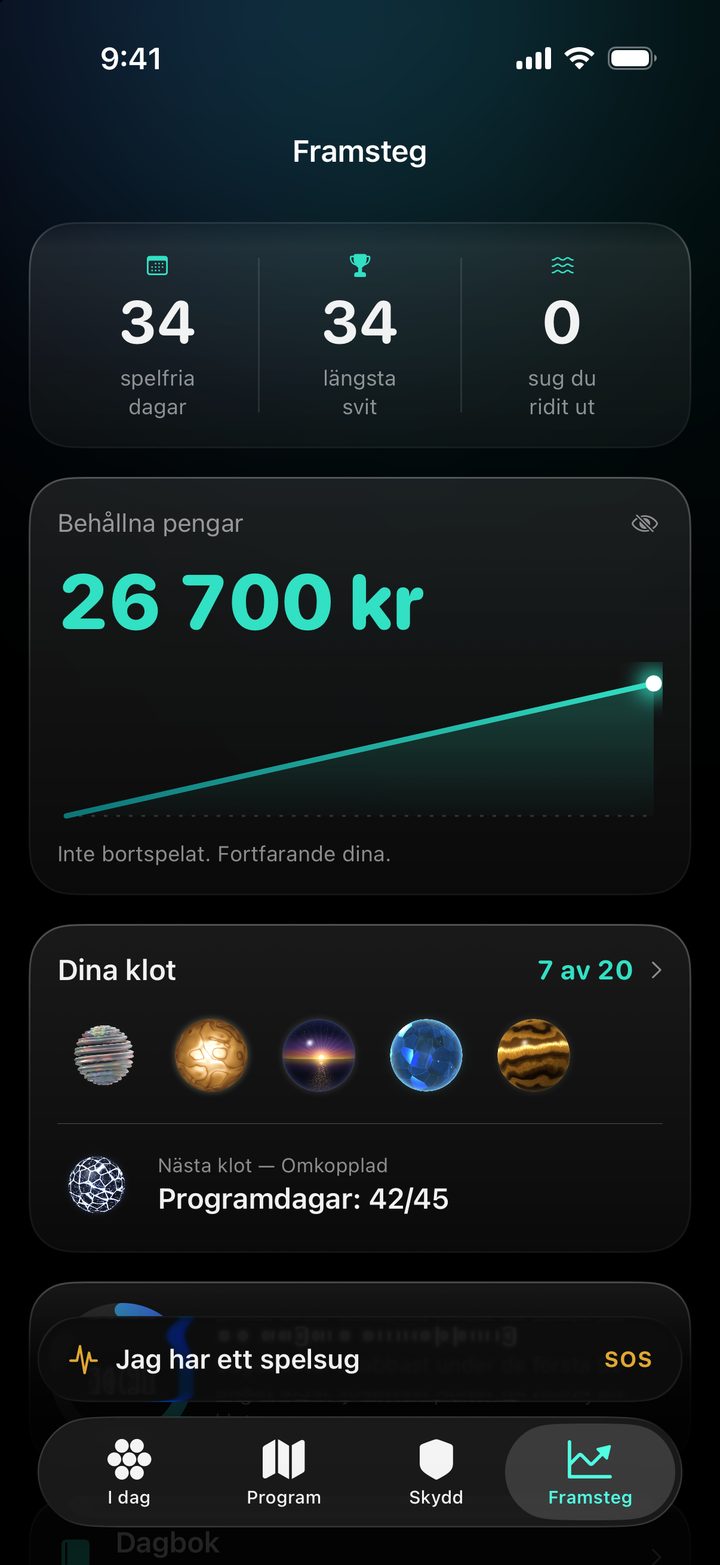 9:41
Framsteg
34
spelfria
dagar
34
längsta
svit
0
sug du
ridit ut
Behållna pengar
26 700 kr
Inte bortspelat. Fortfarande dina.
Dina klot
7 av 20
Nästa klot — Omkopplad
Programdagar: 42/45
Jag har ett spelsug
SOS
I dag
Program
Skydd
Framsteg
Dagbok